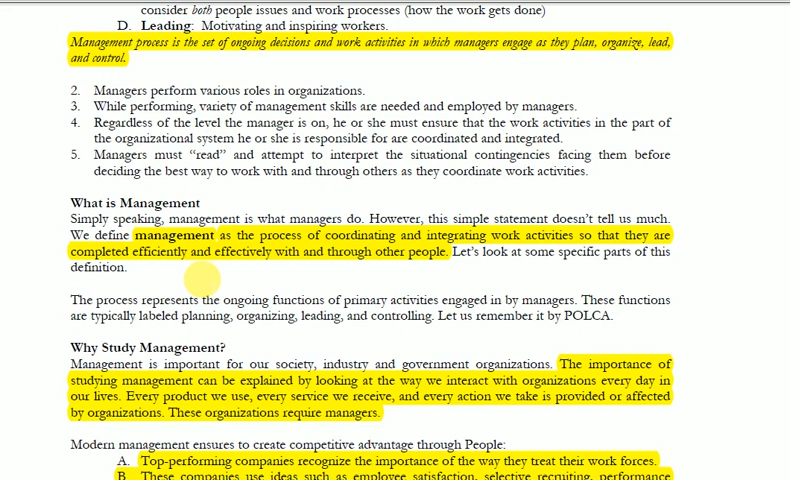 consider both people issues and work processes (how the work gets done)
D. Leading: Motivating and inspiring workers.
Management process is the set of ongoing decisions and work activities in which managers engage as they plan, organize, lead,
and control.
2. Managers perform various roles in organizations.
3. While performing, variety of management skills are needed and employed by managers.
4. Regardless of the level the manager is on, he or she must ensure that the work activities in the part of
the organizational system he or she is responsible for are coordinated and integrated.
5. Managers must “read” and attempt to interpret the situational contingencies facing them before
deciding the best way to work with and through others as they coordinate work activities.
What is Management
Simply speaking, management is what managers do. However, this simple statement doesn’t tell us much.
We define management as the process of coordinating and integrating work activities so that they are
completed efficiently and effectively with and through other people. Let’s look at some specific parts of this
definition.
The process represents the ongoing functions of primary activities engaged in by managers. These functions
are typically labeled planning, organizing, leading, and controlling. Let us remember it by POLCA.
Why Study Management?
Management is important for our society, industry and government organizations. The importance of
studying management can be explained by looking at the way we interact with organizations every day in
our lives. Every product we use, every service we receive, and every action we take is provided or affected
by organizations. These organizations require managers.
Modern management ensures to create competitive advantage through People:
A. Top-performing companies recognize the importance of the way they treat their work forces.
B. These companies use ideas such as employee satisfaction, selective recruiting, performance